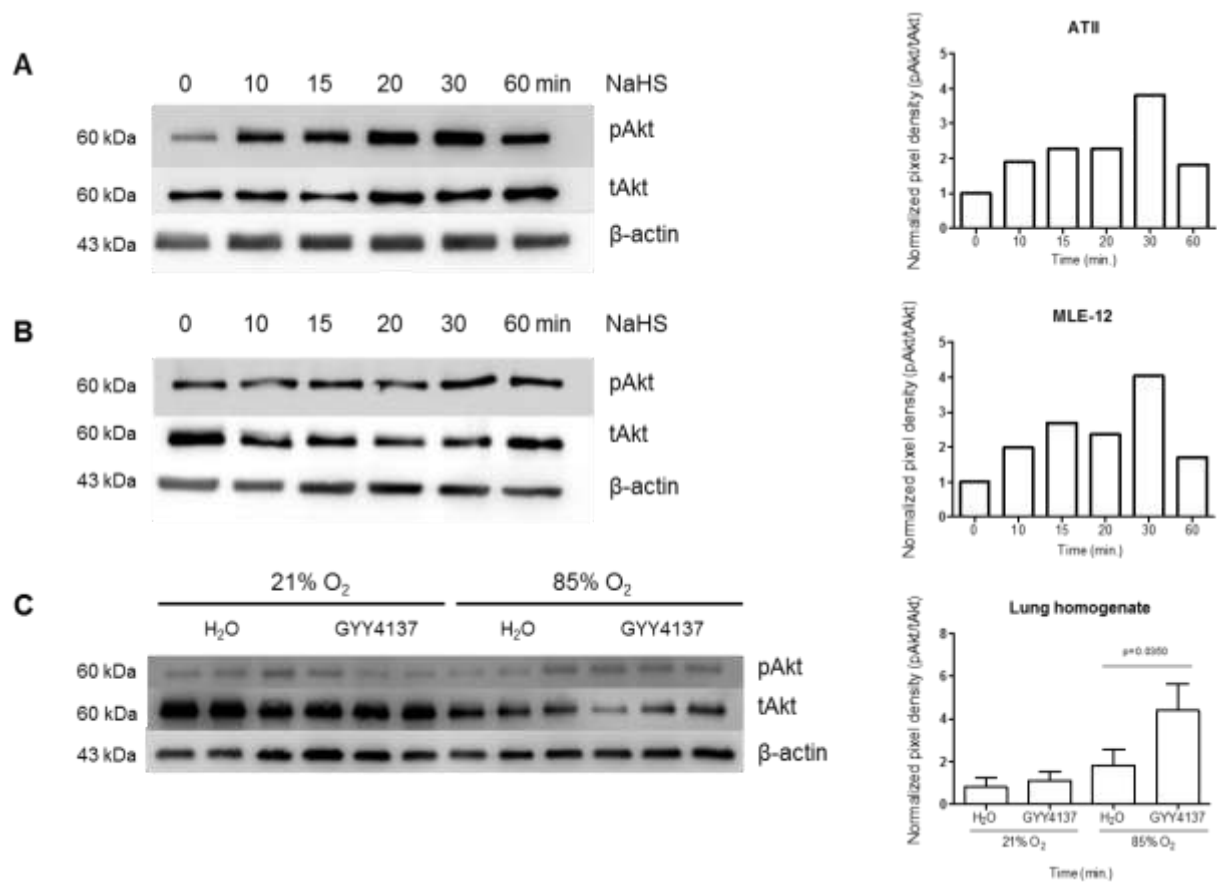 A
0 10 15 20 30 60 min NaHS
60 kDa pAkt
60 kDa tAkt
43 kDa β-actin
ATII
Normalized pixel density (pAkt/tAkt)
5
4
3
2
1
0
0 10 15 20 30 60
Time (min.)
B
0 10 15 20 30 60 min NaHS
60 kDa pAkt
60 kDa tAkt
43 kDa β-actin
MLE-12
Normalized pixel density (pAkt/tAkt)
5
4
3
2
1
0
0 10 15 20 30 60
Time (min.)
C
21% O₂ 85% O₂
H₂O GYY4137 H₂O GYY4137
60 kDa pAkt
60 kDa tAkt
43 kDa β-actin
Lung homogenate
Normalized pixel density (pAkt/tAkt)
8
6
4
2
0
p=0.0350
H₂O GYY4137 H₂O GYY4137
21% O₂ 85% O₂
Time (min.)